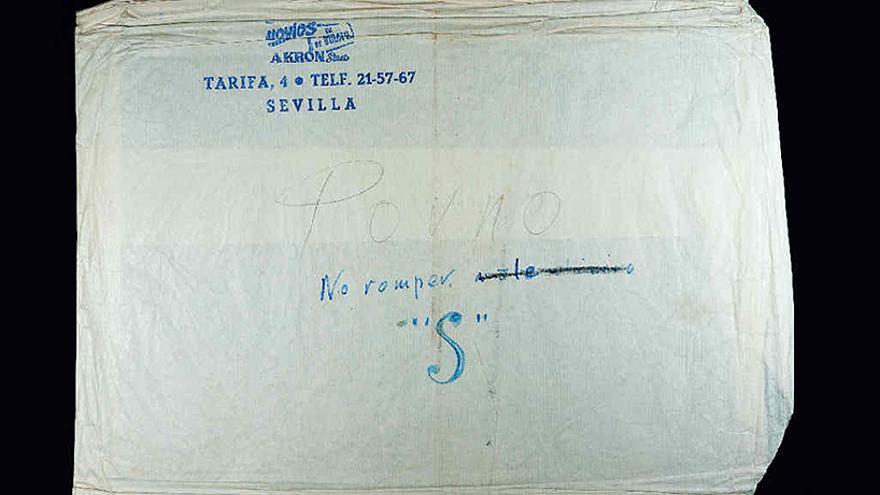 AKRON
TARIFA, 4 • TELF. 21-57-67
SEVILLA
Porno
No romper.
"S"